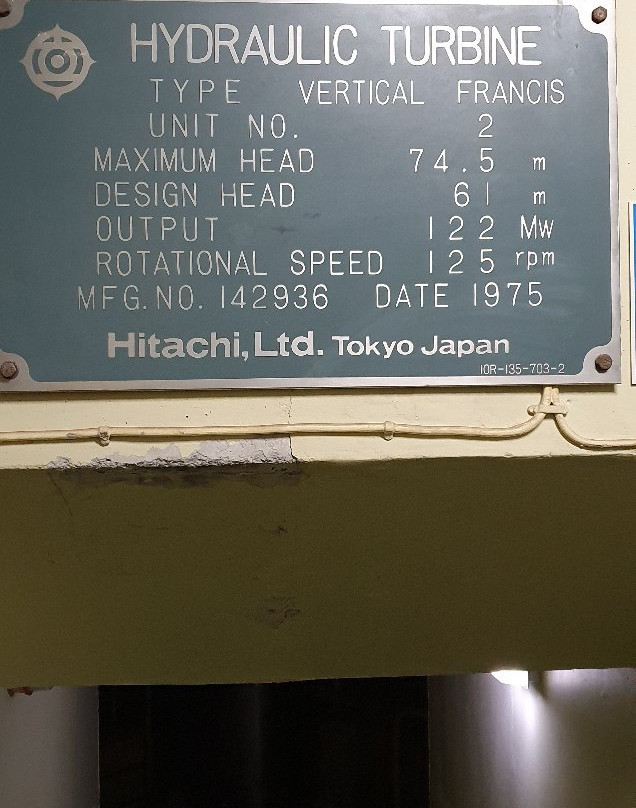 HYDRAULIC TURBINE
TYPE VERTICAL FRANCIS
UNIT NO. 2
MAXIMUM HEAD 74.5 m
DESIGN HEAD 61 m
OUTPUT 122 Mw
ROTATIONAL SPEED 125 rpm
MFG.NO. 142936 DATE 1975
Hitachi, Ltd. Tokyo Japan
10R-135-703-2